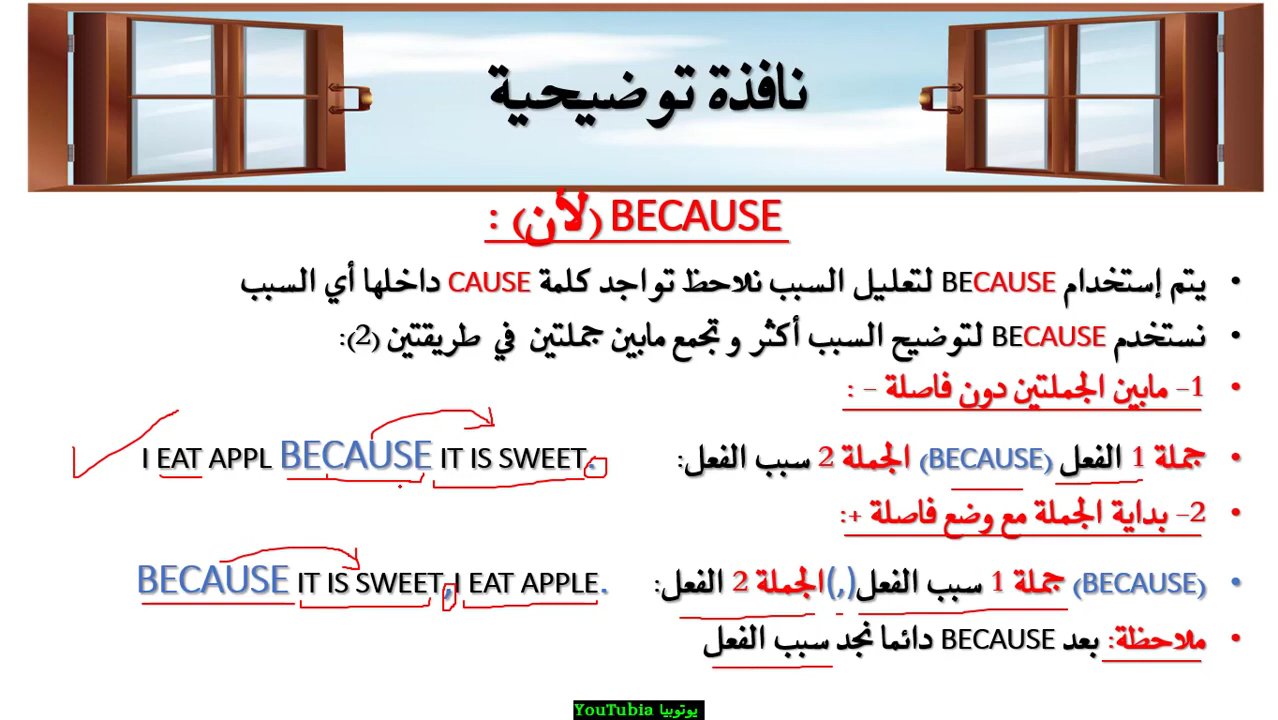 نافذة توضيحية
BECAUSE (لأن) :
• يتم إستخدام BECAUSE لتعليل السبب نلاحظ تواجد كلمة CAUSE داخلها أي السبب
• نستخدم BECAUSE لتوضيح السبب أكثر و تجمع مابين جملتين في طريقتين (2):
• 1- مابين الجملتين دون فاصلة - :
• جملة 1 الفعل (BECAUSE) الجملة 2 سبب الفعل: I EAT APPL BECAUSE IT IS SWEET.
• 2- بداية الجملة مع وضع فاصلة +:
• (BECAUSE) جملة 1 سبب الفعل(,)الجملة 2 الفعل: BECAUSE IT IS SWEET,I EAT APPLE.
• ملاحظة: بعد BECAUSE دائما نجد سبب الفعل
YouTubia يوتوبيا